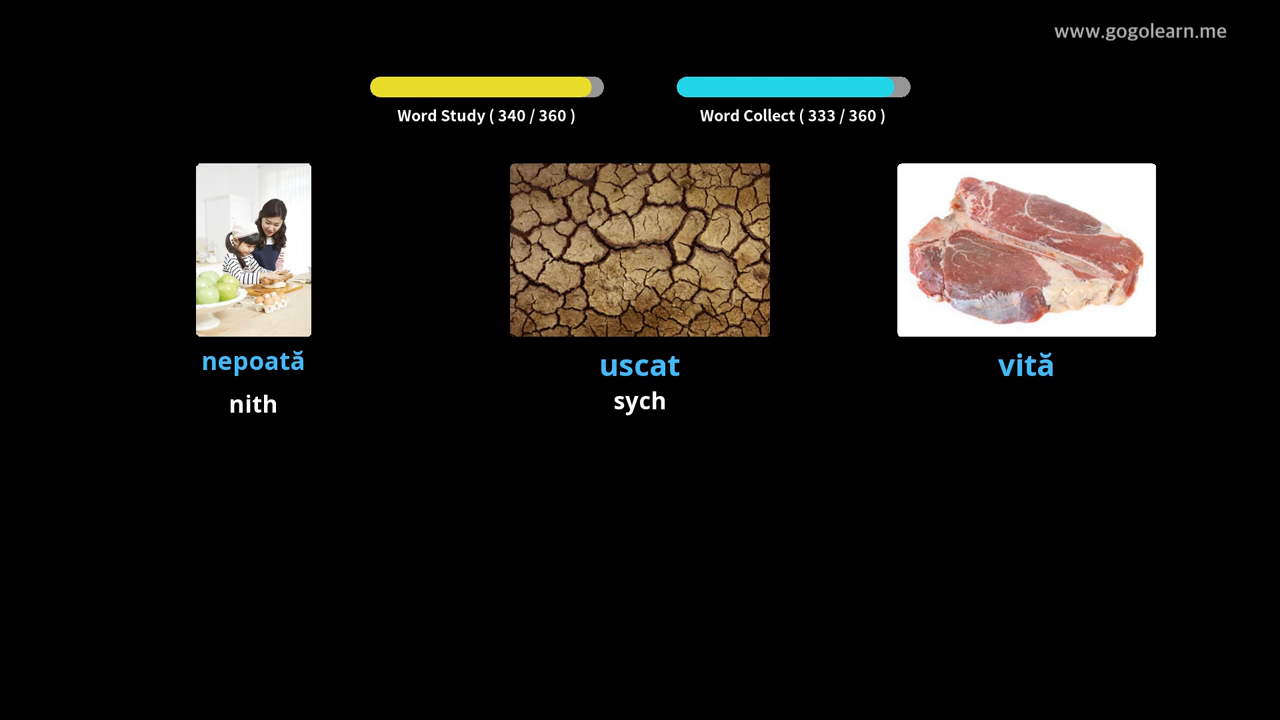 www.gogolearn.me
Word Study ( 340 / 360 )
Word Collect ( 333 / 360 )
nepoată
uscat
vită
nith
sych